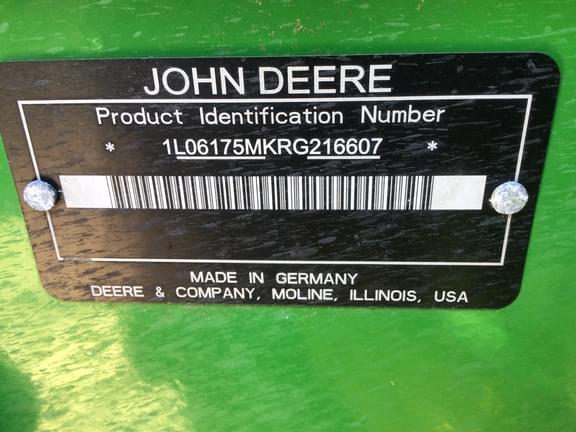 JOHN DEERE
Product Identification Number
* 1L06175MKRG216607 *
MADE IN GERMANY
DEERE & COMPANY, MOLINE, ILLINOIS, USA